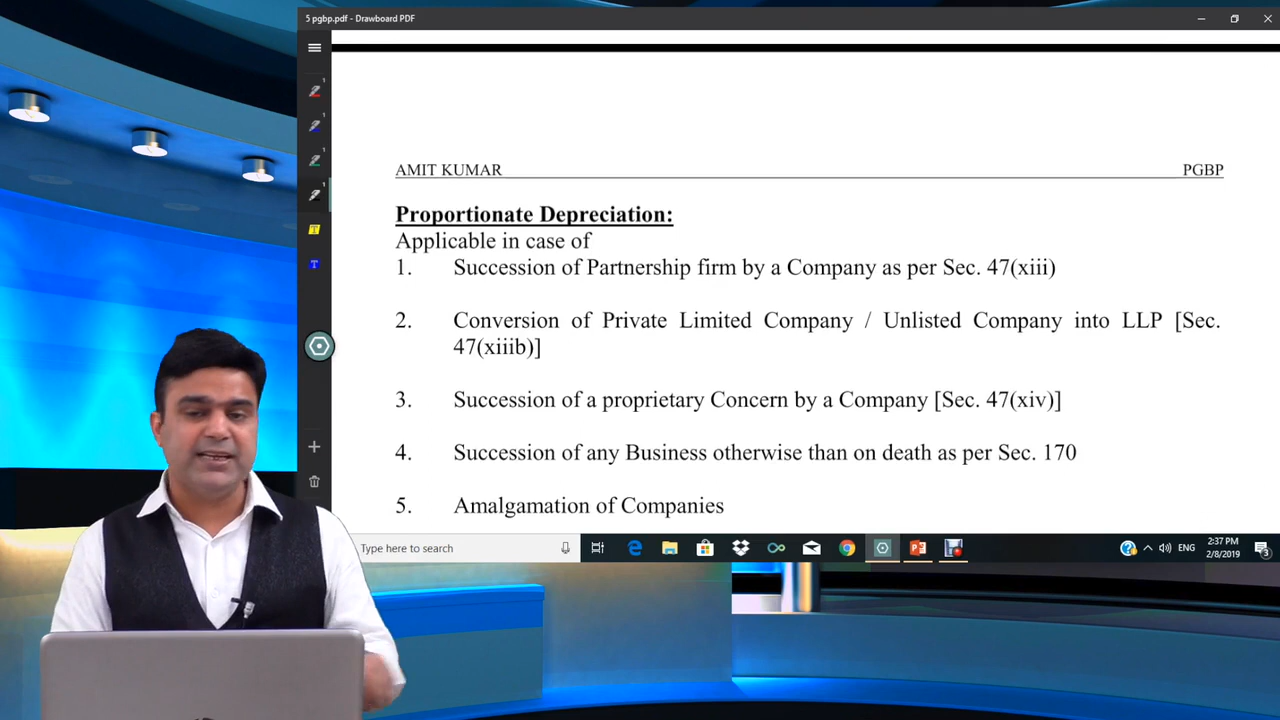 5 pgbp.pdf - Drawboard PDF
AMIT KUMAR PGBP
Proportionate Depreciation:
Applicable in case of
1. Succession of Partnership firm by a Company as per Sec. 47(xiii)
2. Conversion of Private Limited Company / Unlisted Company into LLP [Sec.
47(xiiib)]
3. Succession of a proprietary Concern by a Company [Sec. 47(xiv)]
4. Succession of any Business otherwise than on death as per Sec. 170
5. Amalgamation of Companies
Type here to search
ENG
2:37 PM
2/8/2019
3